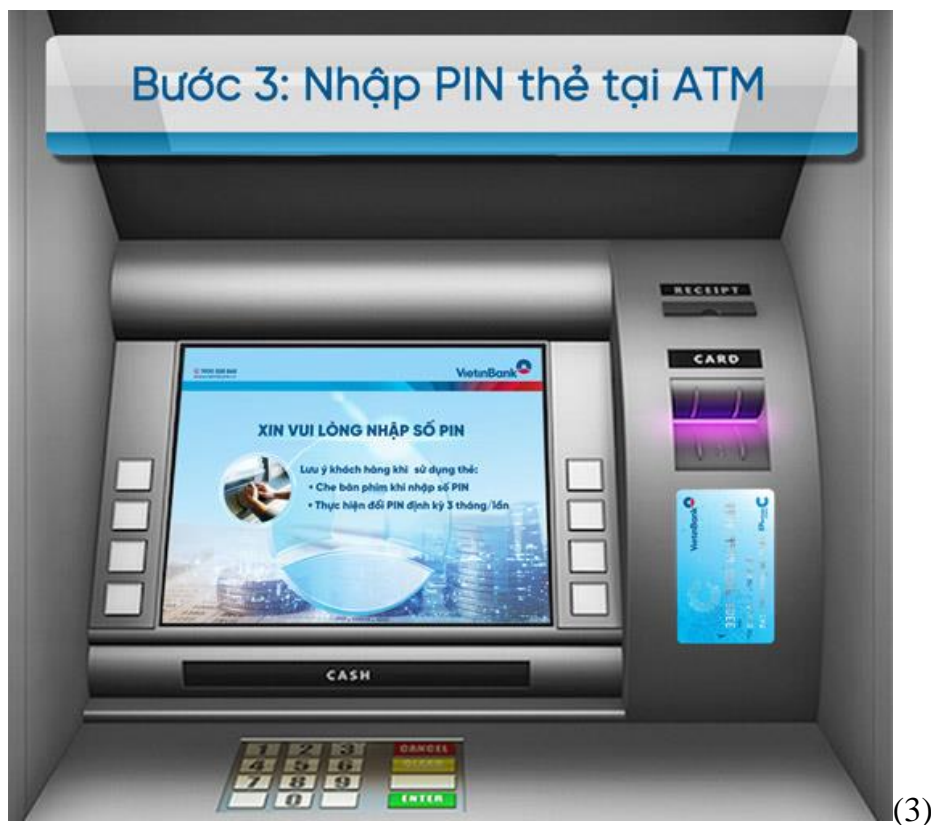 Bước 3: Nhập PIN thẻ tại ATM
RECEIPT
CARD
VietinBank
XIN VUI LÒNG NHẬP SỐ PIN
Lưu ý khách hàng khi sử dụng thẻ:
• Che bàn phím khi nhập số PIN
• Thực hiện đổi PIN định kỳ 3 tháng/lần
VietinBank
CASH
1 2 3 CANCEL
4 5 6 CLEAR
7 8 9
0 ENTER
(3)